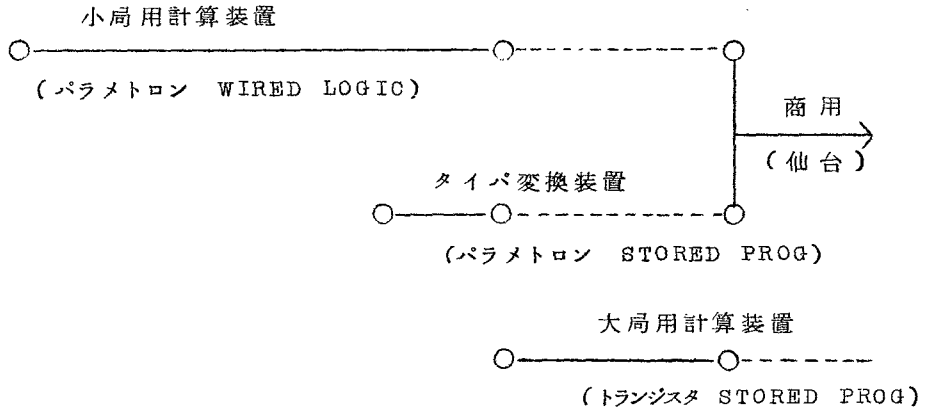 小局用計算装置
(パラメトロン WIRED LOGIC)
商用
(仙台)
タイパ変換装置
(パラメトロン STORED PROG)
大局用計算装置
(トランジスタ STORED PROG)